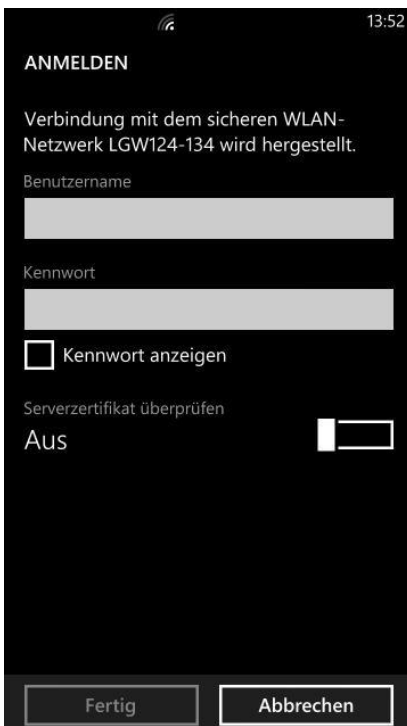 13:52
ANMELDEN
Verbindung mit dem sicheren WLAN-
Netzwerk LGW124-134 wird hergestellt.
Benutzername
Kennwort
Kennwort anzeigen
Serverzertifikat überprüfen
Aus
Fertig
Abbrechen